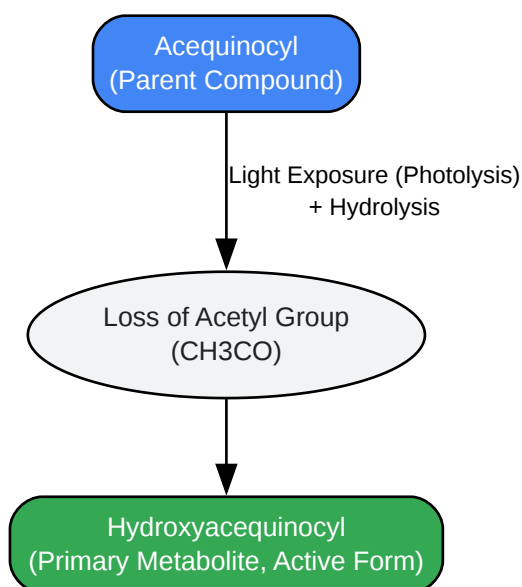 Acequinocyl
(Parent Compound)
Light Exposure (Photolysis)
+ Hydrolysis
Loss of Acetyl Group
(CH3CO)
Hydroxyacequinocyl
(Primary Metabolite, Active Form)